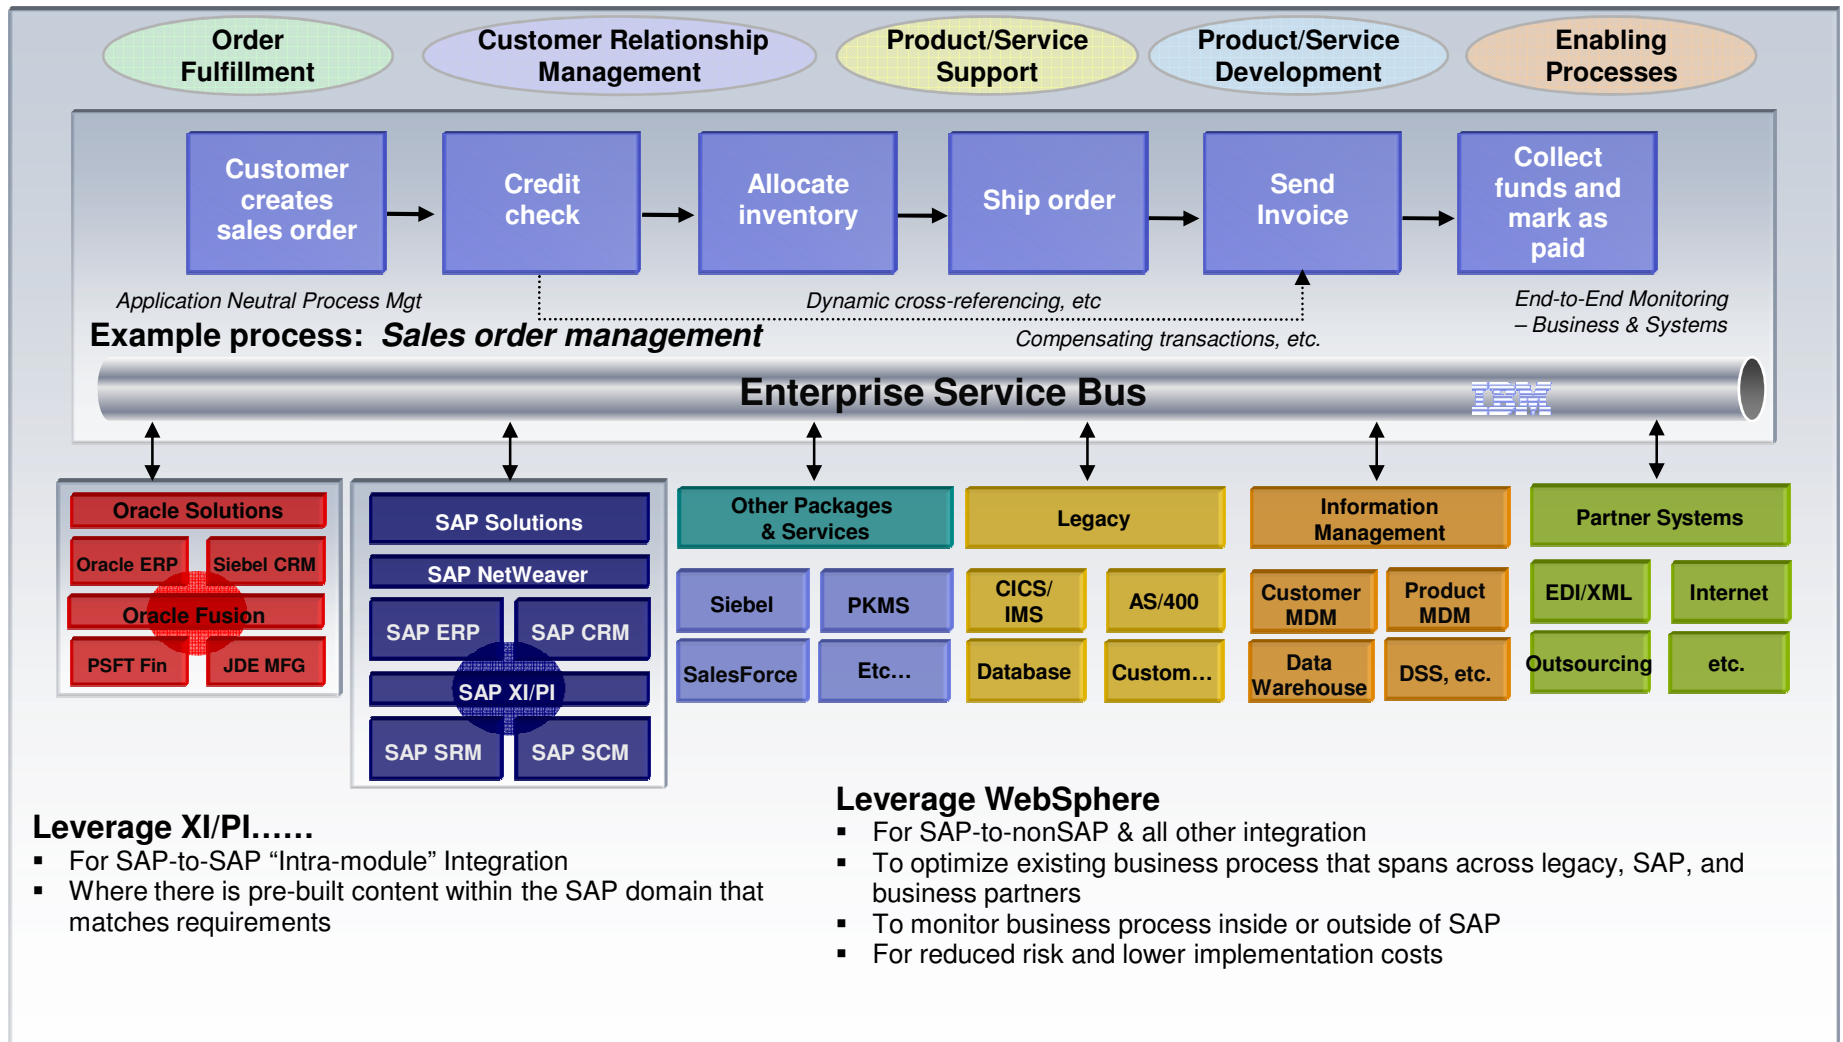 Order
Fulfillment
Customer Relationship
Management
Product/Service
Support
Product/Service
Development
Enabling
Processes
Customer
creates
sales order
Credit
check
Allocate
inventory
Ship order
Send
Invoice
Collect
funds and
mark as
paid
Application Neutral Process Mgt
Dynamic cross-referencing, etc
End-to-End Monitoring
– Business & Systems
Example process: Sales order management
Compensating transactions, etc.
Enterprise Service Bus
IBM
Oracle Solutions
Oracle ERP
Siebel CRM
Oracle Fusion
PSFT Fin
JDE MFG
SAP Solutions
SAP NetWeaver
SAP ERP
SAP CRM
SAP XI/PI
SAP SRM
SAP SCM
Other Packages
& Services
Siebel
PKMS
SalesForce
Etc…
Legacy
CICS/
IMS
AS/400
Database
Custom…
Information
Management
Customer
MDM
Product
MDM
Data
Warehouse
DSS, etc.
Partner Systems
EDI/XML
Internet
Outsourcing
etc.
Leverage XI/PI……
▪ For SAP-to-SAP “Intra-module” Integration
▪ Where there is pre-built content within the SAP domain that
matches requirements
Leverage WebSphere
▪ For SAP-to-nonSAP & all other integration
▪ To optimize existing business process that spans across legacy, SAP, and
business partners
▪ To monitor business process inside or outside of SAP
▪ For reduced risk and lower implementation costs